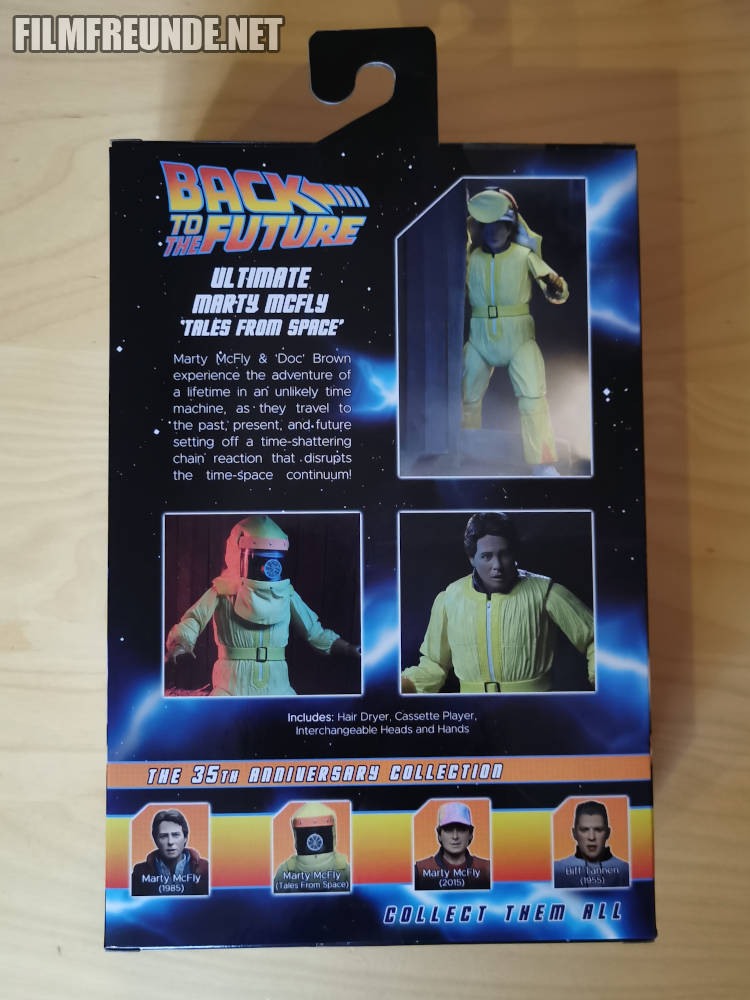 FILMFREUNDE.NET
BACK
TO THE FUTURE
ULTIMATE
MARTY MCFLY
'TALES FROM SPACE'
Marty McFly & 'Doc' Brown
experience the adventure of
a lifetime in an unlikely time
machine, as they travel to
the past, present, and future
setting off a time-shattering
chain reaction that disrupts
the time-space continuum!
Includes: Hair Dryer, Cassette Player,
Interchangeable Heads and Hands
THE 35TH ANNIVERSARY COLLECTION
Marty McFly
(1985)
Marty McFly
(Tales From Space)
Marty McFly
(2015)
Biff Tannen
(1955)
COLLECT THEM ALL